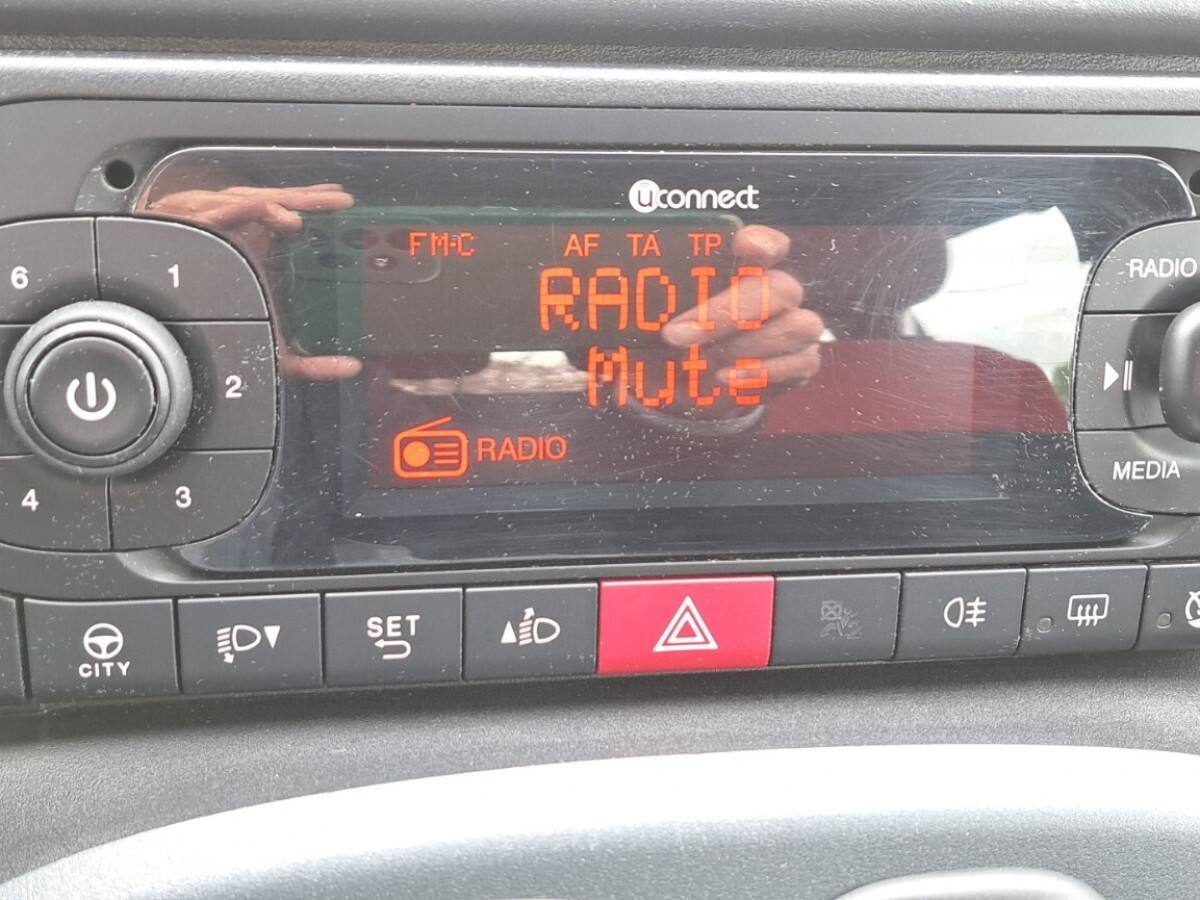 uconnect
FM-C AF TA TP
RADIO
Mute
RADIO
6 1
2
4 3
RADIO
MEDIA
CITY
SET